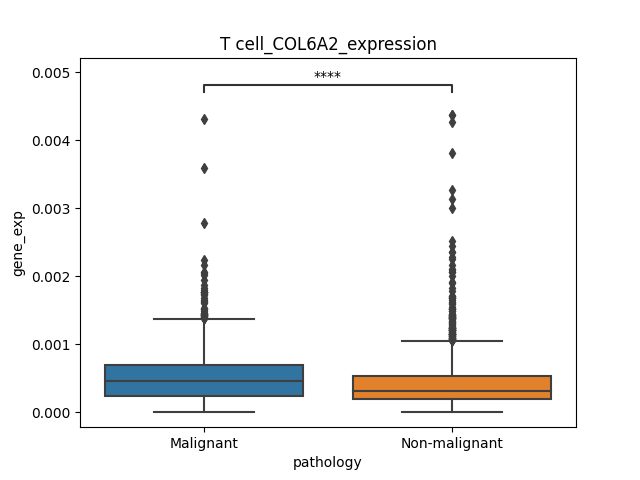 T cell_COL6A2_expression
****
0.005
0.004
0.003
0.002
0.001
0.000
gene_exp
Malignant
Non-malignant
pathology